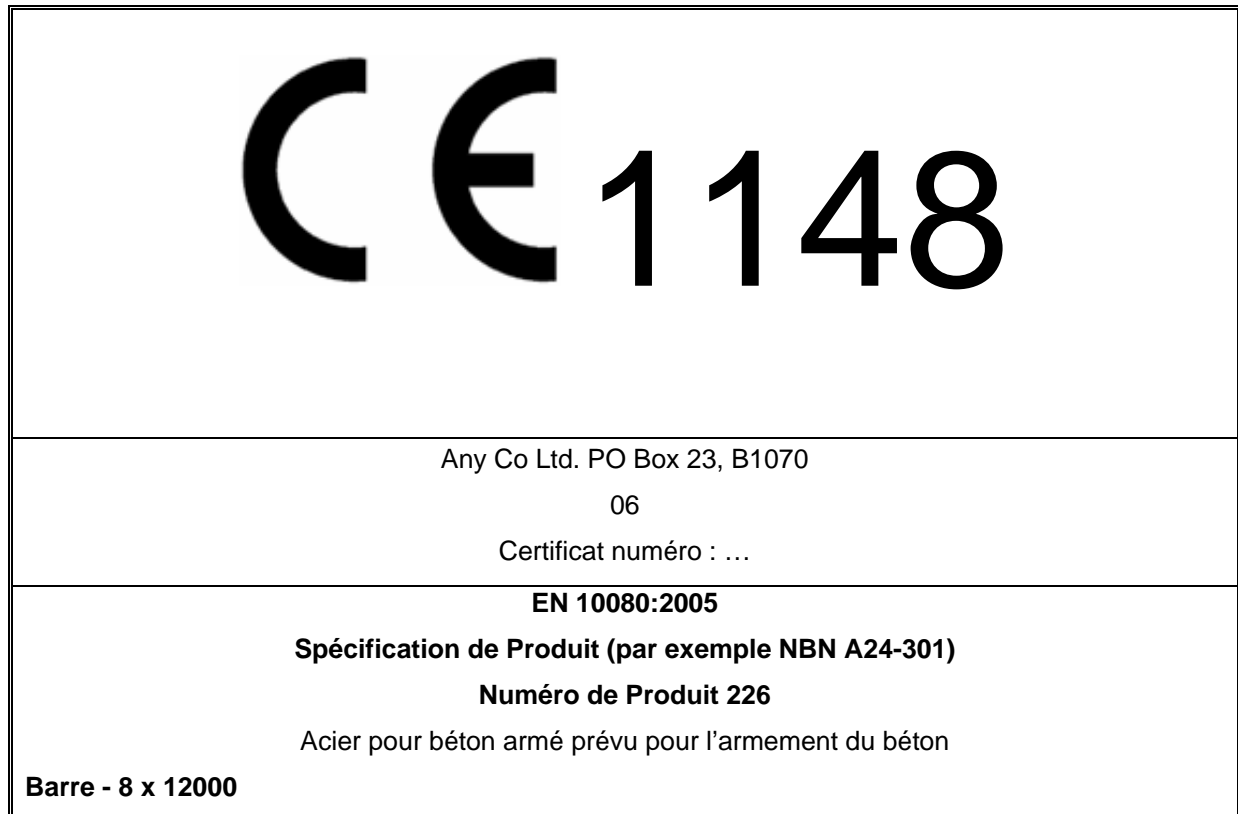 CE 1148
Any Co Ltd. PO Box 23, B1070
06
Certificat numéro : …
EN 10080:2005
Spécification de Produit (par exemple NBN A24-301)
Numéro de Produit 226
Acier pour béton armé prévu pour l’armement du béton
Barre - 8 x 12000